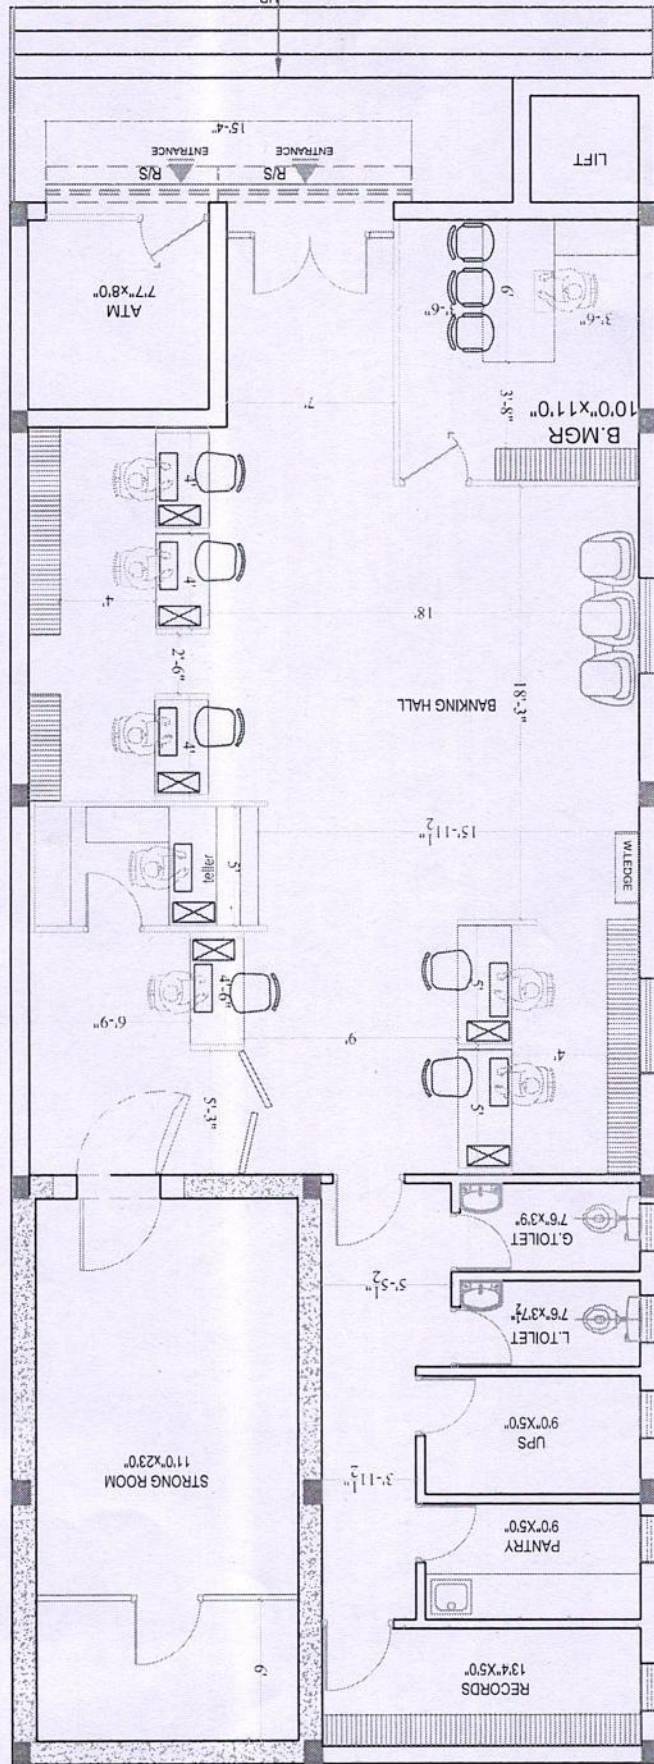 RECORDS
13'4"X5'0"
6'
PANTRY
9'0"X5'0"
3'-11½"
STRONG ROOM
11'0"x23'0"
UPS
9'0"X5'0"
L.TOILET
7'6"x3'7½"
5'-5½"
G.TOILET
7'6"x3'9"
5'
5'-3"
4'
9'
6'-9"
5'
4'-6"
W.LEDGE
15'-11½"
5'
teller
BANKING HALL
18'-3"
4'
2'-6"
18'
4'
4'
4'
B.MGR
10'0"x11'0"
3'-8"
7'
3'-6"
6'
3'-6"
ATM
7'7"x8'0"
LIFT
R/S
R/S
ENTRANCE
ENTRANCE
15'-4"
UP